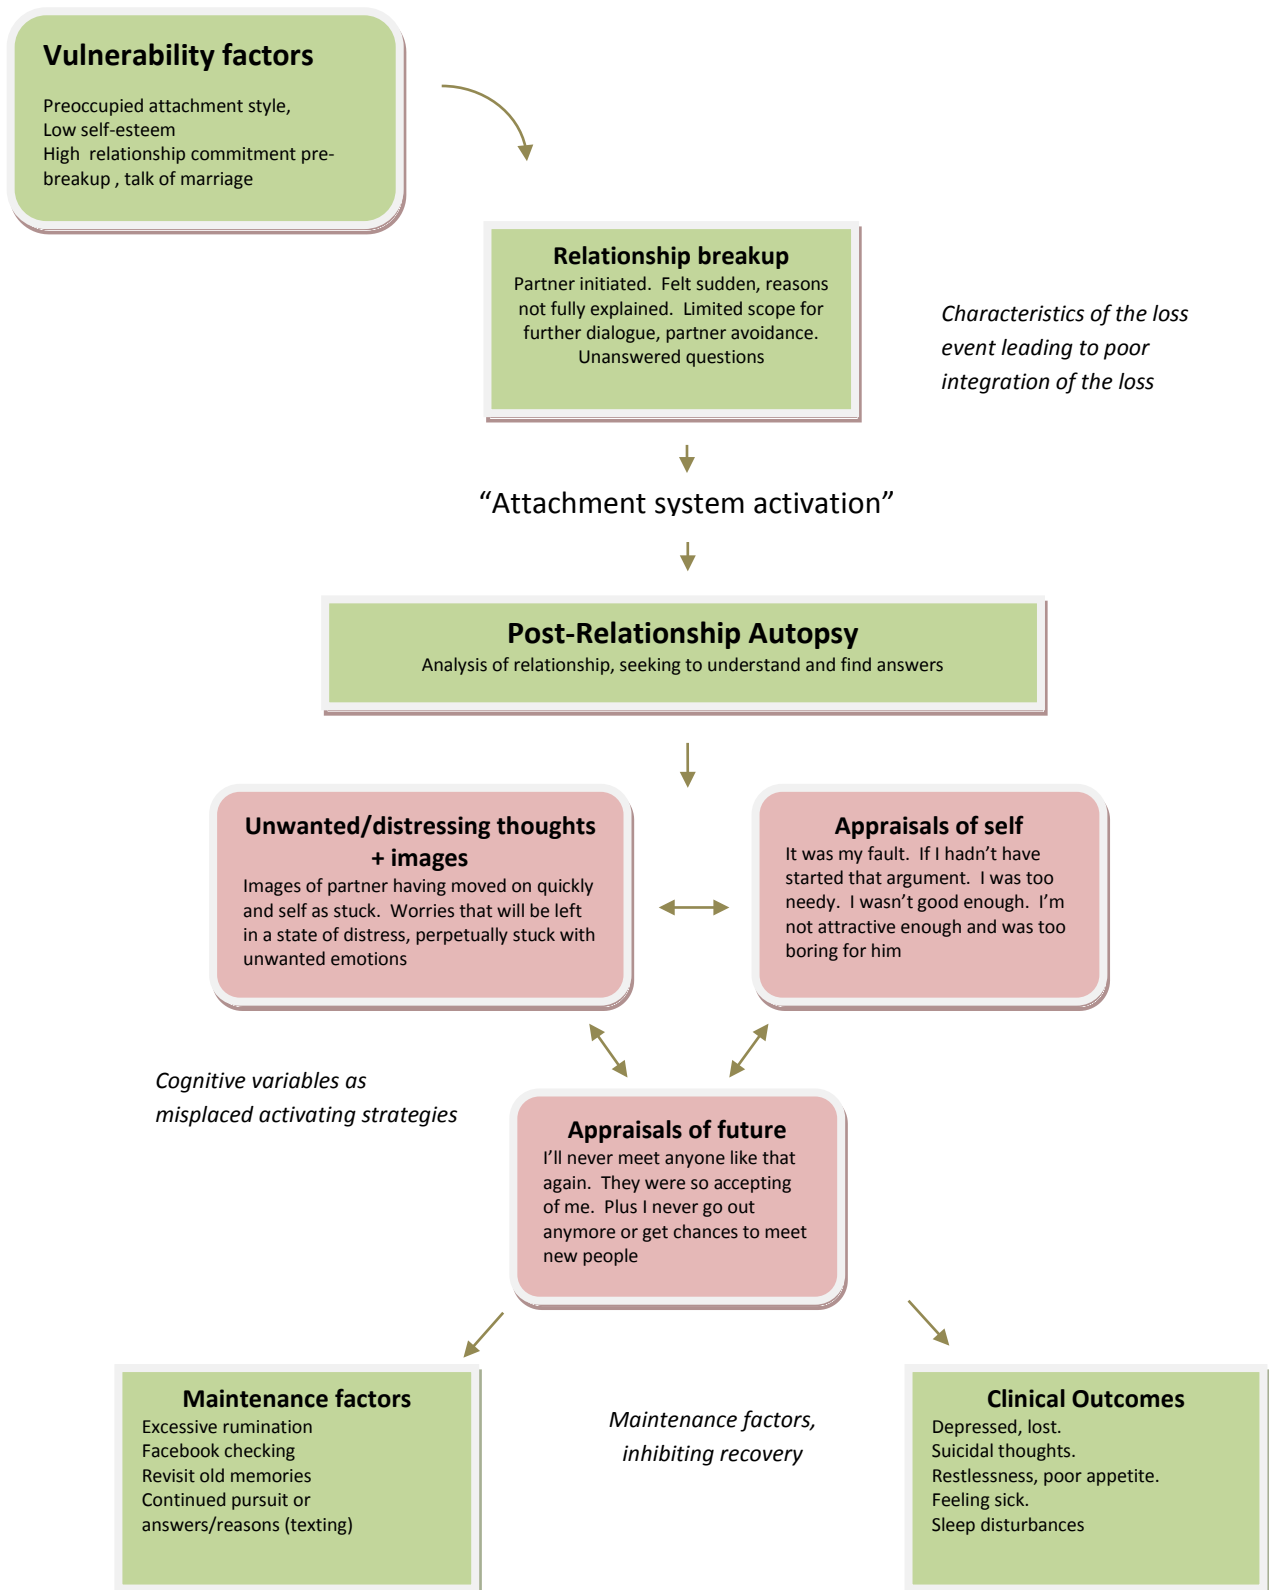 Vulnerability factors
Preoccupied attachment style,
Low self-esteem
High  relationship commitment pre-
breakup , talk of marriage
Relationship breakup
Partner initiated.  Felt sudden, reasons
not fully explained.  Limited scope for
further dialogue, partner avoidance.
Unanswered questions
Characteristics of the loss
event leading to poor
integration of the loss
“Attachment system activation”
Post-Relationship Autopsy
Analysis of relationship, seeking to understand and find answers
Unwanted/distressing thoughts
+ images
Images of partner having moved on quickly
and self as stuck.  Worries that will be left
in a state of distress, perpetually stuck with
unwanted emotions
Appraisals of self
It was my fault.  If I hadn’t have
started that argument.  I was too
needy.  I wasn’t good enough.  I’m
not attractive enough and was too
boring for him
Cognitive variables as
misplaced activating strategies
Appraisals of future
I’ll never meet anyone like that
again.  They were so accepting
of me.  Plus I never go out
anymore or get chances to meet
new people
Maintenance factors
Excessive rumination
Facebook checking
Revisit old memories
Continued pursuit or
answers/reasons (texting)
Maintenance factors,
inhibiting recovery
Clinical Outcomes
Depressed, lost.
Suicidal thoughts.
Restlessness, poor appetite.
Feeling sick.
Sleep disturbances